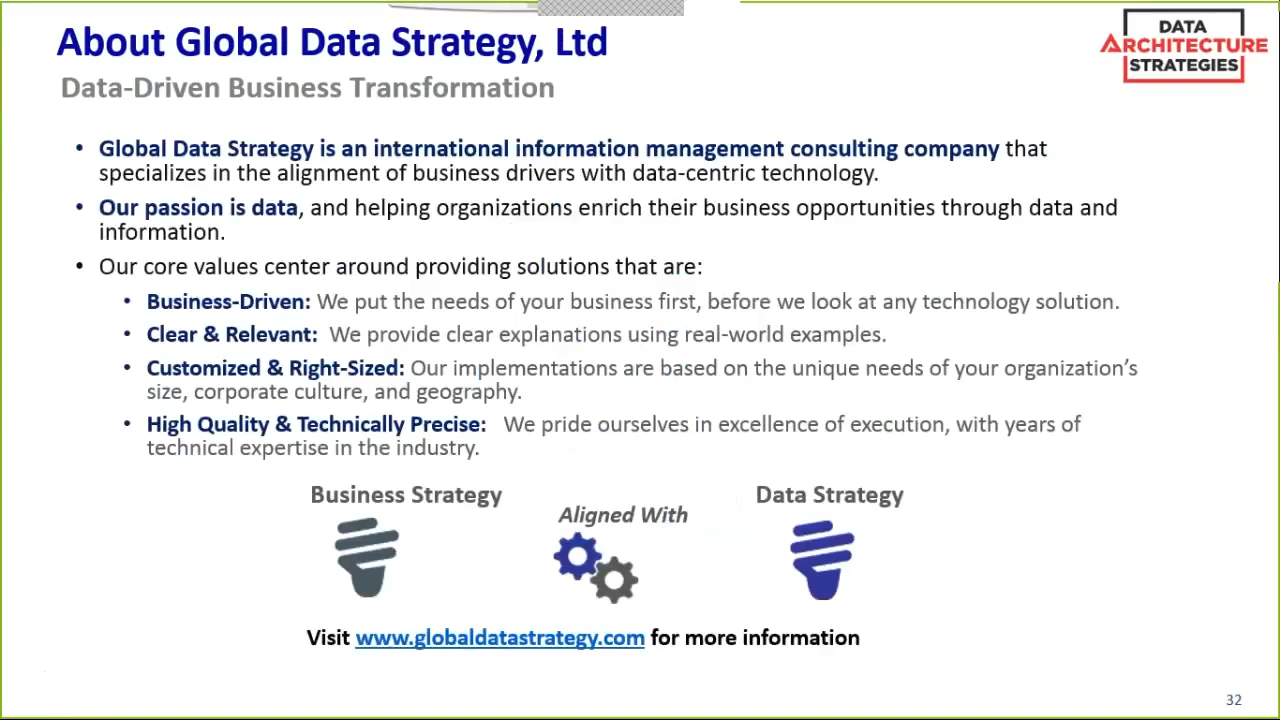 About Global Data Strategy, Ltd
DATA
ARCHITECTURE
STRATEGIES
Data-Driven Business Transformation
• Global Data Strategy is an international information management consulting company that
specializes in the alignment of business drivers with data-centric technology.
• Our passion is data, and helping organizations enrich their business opportunities through data and
information.
• Our core values center around providing solutions that are:
• Business-Driven: We put the needs of your business first, before we look at any technology solution.
• Clear & Relevant: We provide clear explanations using real-world examples.
• Customized & Right-Sized: Our implementations are based on the unique needs of your organization's
size, corporate culture, and geography.
• High Quality & Technically Precise: We pride ourselves in excellence of execution, with years of
technical expertise in the industry.
Business Strategy
Aligned With
Data Strategy
Visit www.globaldatastrategy.com for more information
32